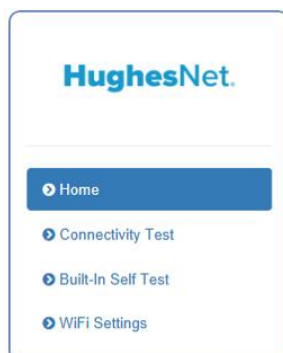 HughesNet.
Home
Connectivity Test
Built-In Self Test
WiFi Settings